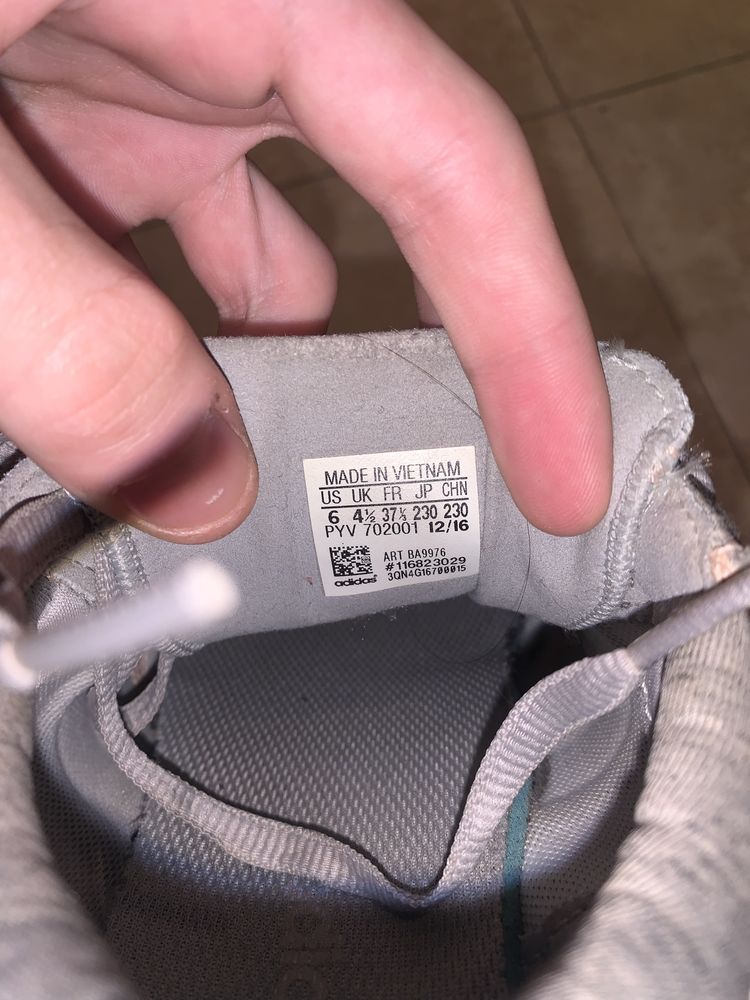 MADE IN VIETNAM
US UK FR JP CHN
6 4½ 37⅓ 230 230
PYV 702001 12/16
ART BA9976
#116823029
3QN4G16700015
adidas